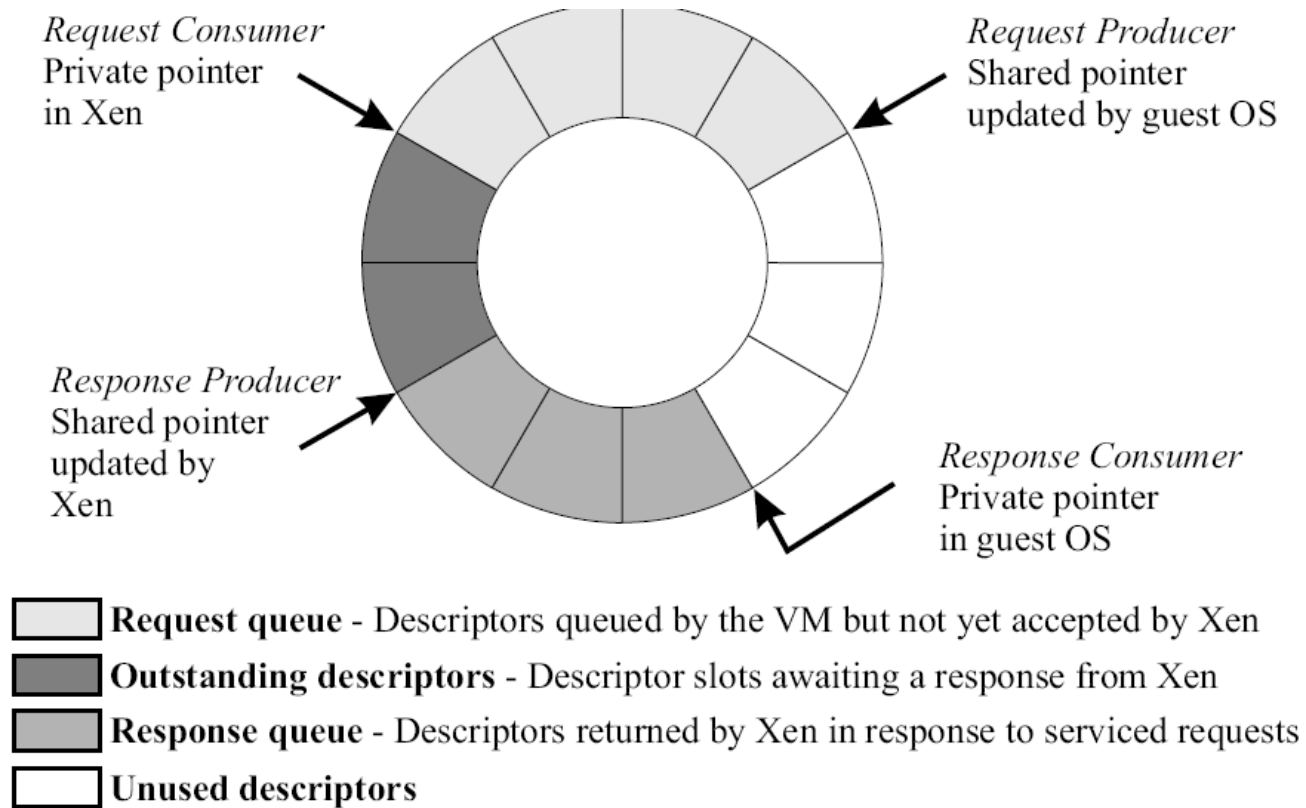 Request Consumer
Private pointer
in Xen
Request Producer
Shared pointer
updated by guest OS
Response Producer
Shared pointer
updated by
Xen
Response Consumer
Private pointer
in guest OS
Request queue - Descriptors queued by the VM but not yet accepted by Xen
Outstanding descriptors - Descriptor slots awaiting a response from Xen
Response queue - Descriptors returned by Xen in response to serviced requests
Unused descriptors